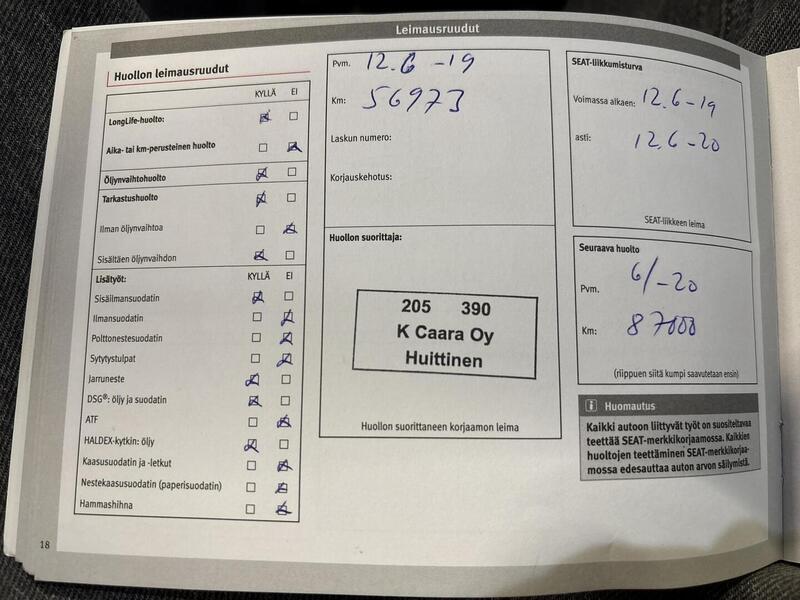 Leimausruudut
Huollon leimausruudut
KYLLÄ EI
LongLife-huolto:
Aika- tai km-perusteinen huolto
Öljynvaihtohuolto
Tarkastushuolto
Ilman öljynvaihtoa
Sisältäen öljynvaihdon
Lisätyöt: KYLLÄ EI
Sisäilmansuodatin
Ilmansuodatin
Polttonestesuodatin
Sytytystulpat
Jarruneste
DSG®: öljy ja suodatin
ATF
HALDEX-kytkin: öljy
Kaasusuodatin ja -letkut
Nestekaasusuodatin (paperisuodatin)
Hammashihna
18
Pvm. 12.6 -19
Km: 56973
Laskun numero:
Korjauskehotus:
Huollon suorittaja:
205 390
K Caara Oy
Huittinen
Huollon suorittaneen korjaamon leima
SEAT-liikkumisturva
Voimassa alkaen: 12.6-19
asti: 12.6-20
SEAT-liikkeen leima
Seuraava huolto
Pvm. 6/-20
Km: 87000
(riippuen siitä kumpi saavutetaan ensin)
i Huomautus
Kaikki autoon liittyvät työt on suositeltavaa
teettää SEAT-merkkikorjaamossa. Kaikkien
huoltojen teettäminen SEAT-merkkikorjaa-
mossa edesauttaa auton arvon säilymistä.